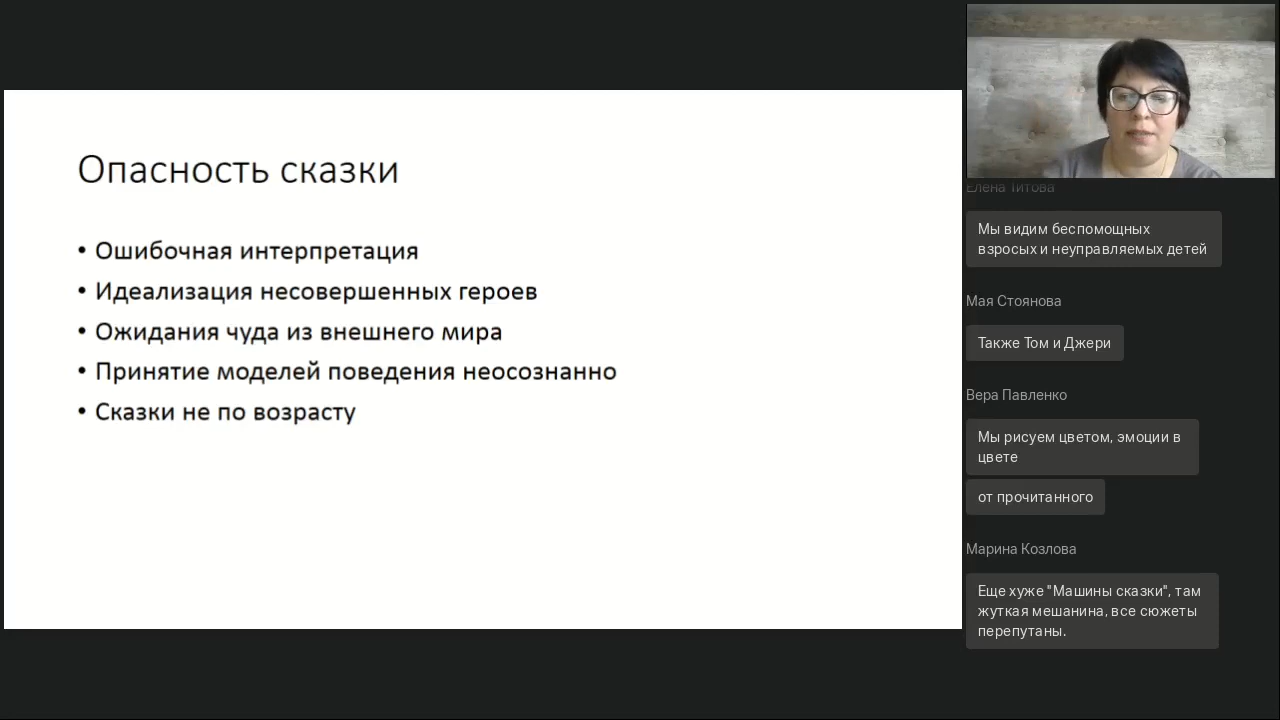 Опасность сказки
• Ошибочная интерпретация
• Идеализация несовершенных героев
• Ожидания чуда из внешнего мира
• Принятие моделей поведения неосознанно
• Сказки не по возрасту
Елена Титова
Мы видим беспомощных
взросых и неуправляемых детей
Мая Стоянова
Также Том и Джери
Вера Павленко
Мы рисуем цветом, эмоции в
цвете
от прочитанного
Марина Козлова
Еще хуже "Машины сказки", там
жуткая мешанина, все сюжеты
перепутаны.